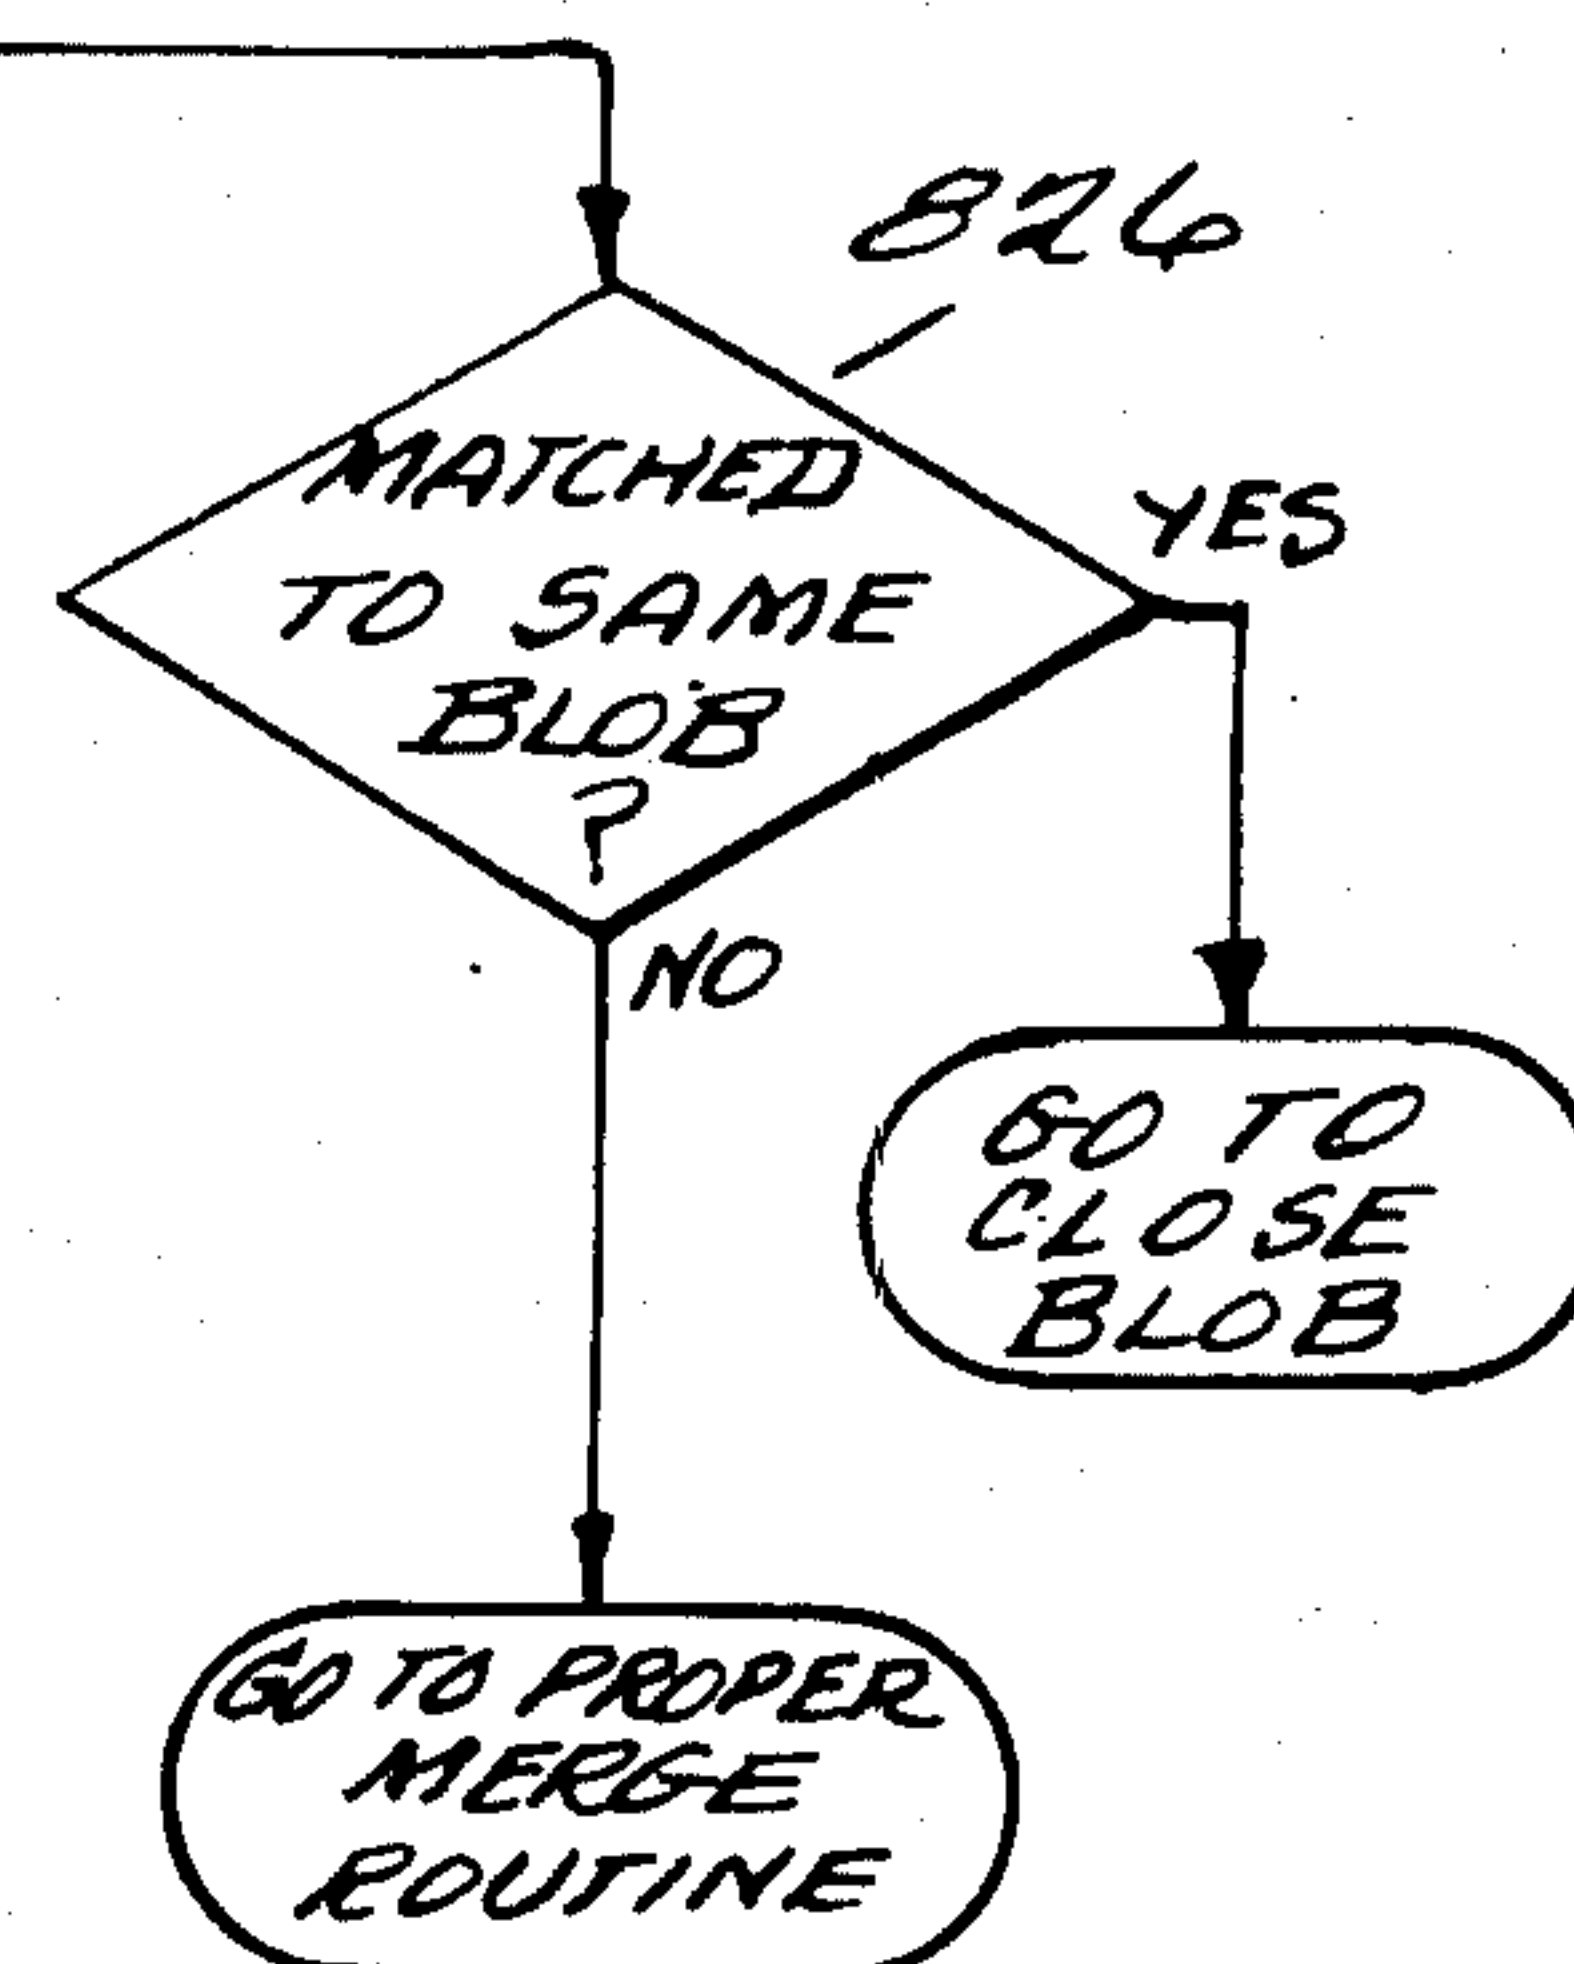 826
MATCHED
TO SAME
BLOB
?
YES
NO
GO TO
CLOSE
BLOB
GO TO PROPER
MERGE
ROUTINE